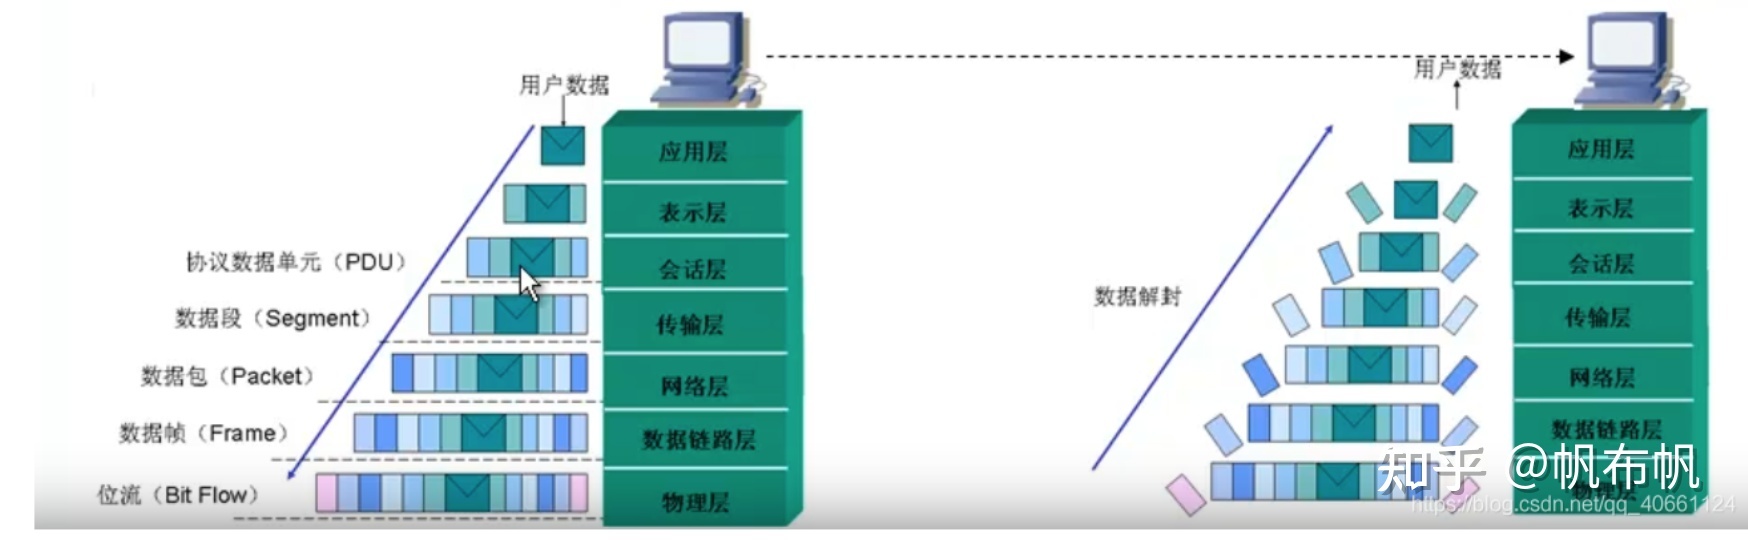 用户数据
应用层
表示层
协议数据单元（PDU）
会话层
数据段（Segment）
传输层
数据包（Packet）
网络层
数据帧（Frame）
数据链路层
位流（Bit Flow）
物理层
用户数据
应用层
表示层
会话层
数据解封
传输层
网络层
数据链路层
物理层
知乎 @帆布帆
https://blog.csdn.net/qq_40661124